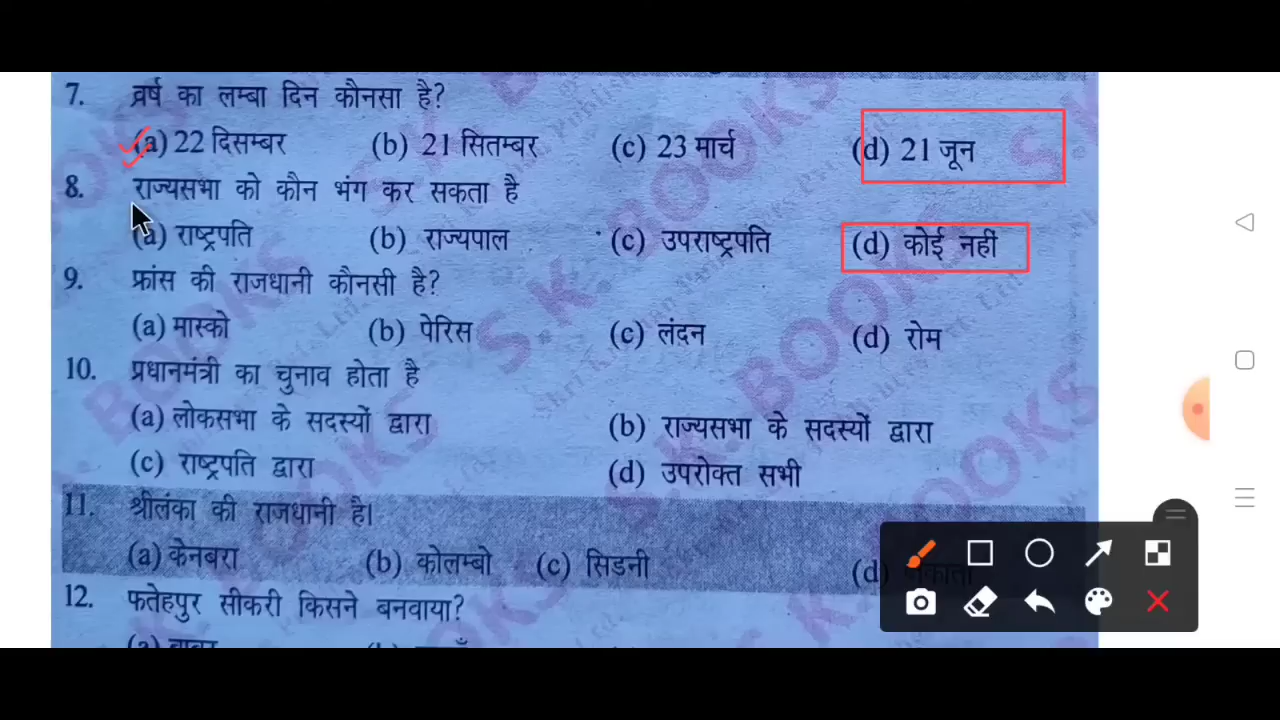 7. व्रर्ष का लम्बा दिन कौनसा है?
(a) 22 दिसम्बर (b) 21 सितम्बर (c) 23 मार्च (d) 21 जून
8. राज्यसभा को कौन भंग कर सकता है
(a) राष्ट्रपति (b) राज्यपाल (c) उपराष्ट्रपति (d) कोई नहीं
9. फ्रांस की राजधानी कौनसी है?
(a) मास्को (b) पेरिस (c) लंदन (d) रोम
10. प्रधानमंत्री का चुनाव होता है
(a) लोकसभा के सदस्यों द्वारा (b) राज्यसभा के सदस्यों द्वारा
(c) राष्ट्रपति द्वारा (d) उपरोक्त सभी
11. श्रीलंका की राजधानी है।
(a) केनबरा (b) कोलम्बो (c) सिडनी (d)
12. फतेहपुर सीकरी किसने बनवाया?
S.K. BOOKS